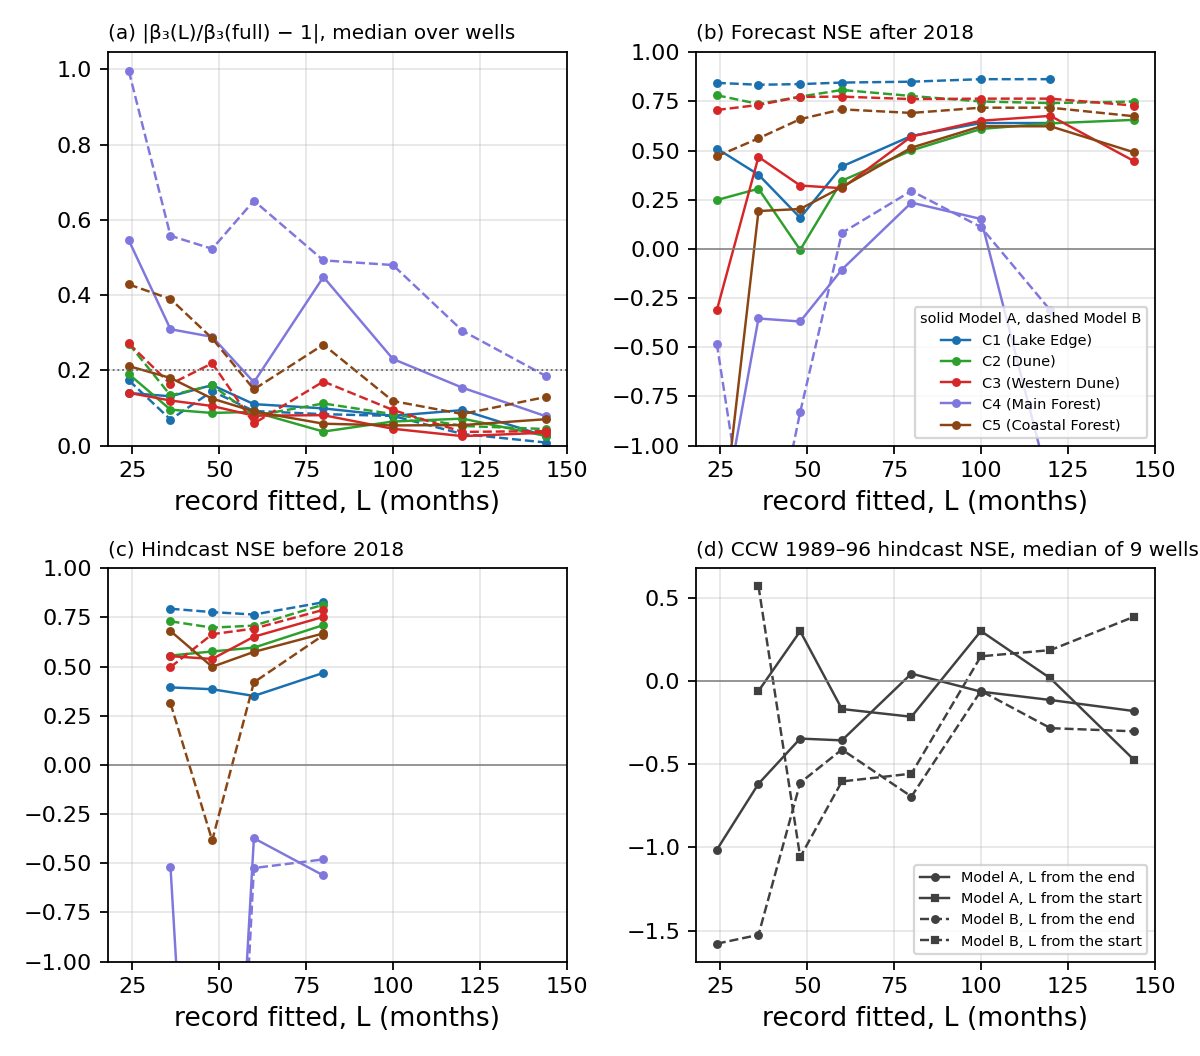 (a) |β₃(L)/β₃(full) − 1|, median over wells
1.0
0.8
0.6
0.4
0.2
0.0
25 50 75 100 125 150
record fitted, L (months)
(b) Forecast NSE after 2018
1.00
0.75
0.50
0.25
0.00
−0.25
−0.50
−0.75
−1.00
solid Model A, dashed Model B
C1 (Lake Edge)
C2 (Dune)
C3 (Western Dune)
C4 (Main Forest)
C5 (Coastal Forest)
25 50 75 100 125 150
record fitted, L (months)
(c) Hindcast NSE before 2018
1.00
0.75
0.50
0.25
0.00
−0.25
−0.50
−0.75
−1.00
25 50 75 100 125 150
record fitted, L (months)
(d) CCW 1989–96 hindcast NSE, median of 9 wells
0.5
0.0
−0.5
−1.0
−1.5
Model A, L from the end
Model A, L from the start
Model B, L from the end
Model B, L from the start
25 50 75 100 125 150
record fitted, L (months)